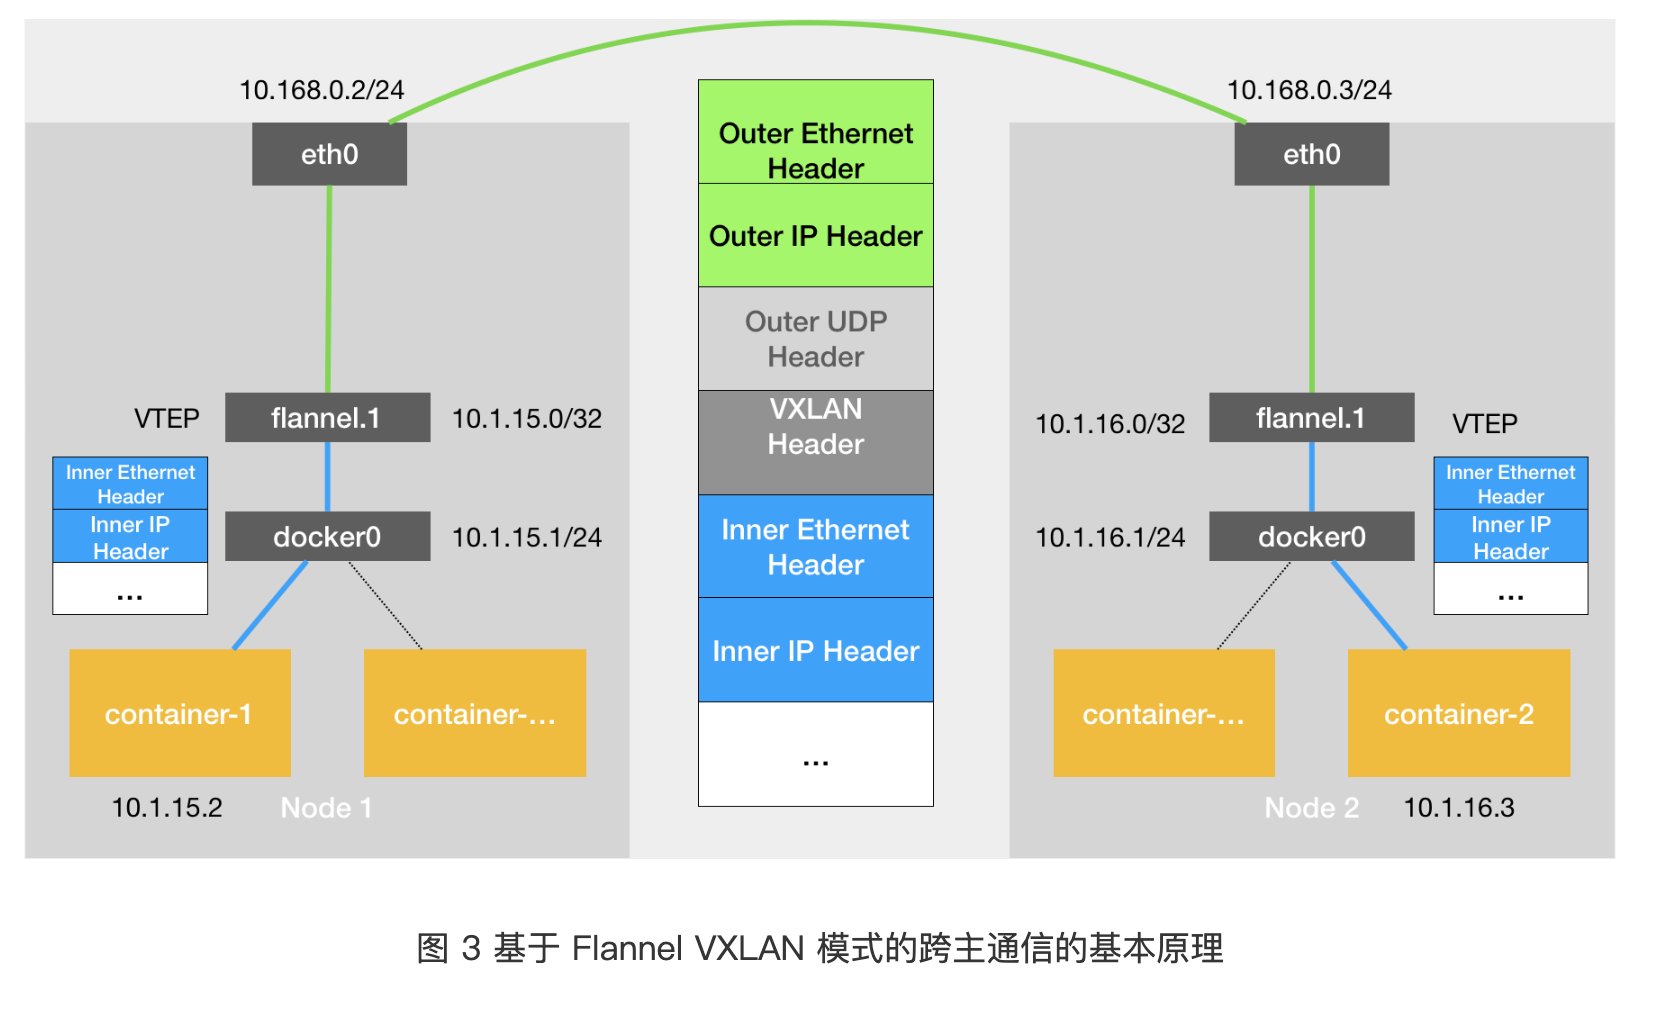 10.168.0.2/24
eth0
VTEP
flannel.1
10.1.15.0/32
Inner Ethernet
Header
Inner IP
Header
...
docker0
10.1.15.1/24
container-1
container-...
10.1.15.2
Node 1
Outer Ethernet
Header
Outer IP Header
Outer UDP
Header
VXLAN
Header
Inner Ethernet
Header
Inner IP Header
...
10.168.0.3/24
eth0
10.1.16.0/32
flannel.1
VTEP
10.1.16.1/24
docker0
Inner Ethernet
Header
Inner IP
Header
...
container-...
container-2
Node 2
10.1.16.3
图 3 基于 Flannel VXLAN 模式的跨主通信的基本原理